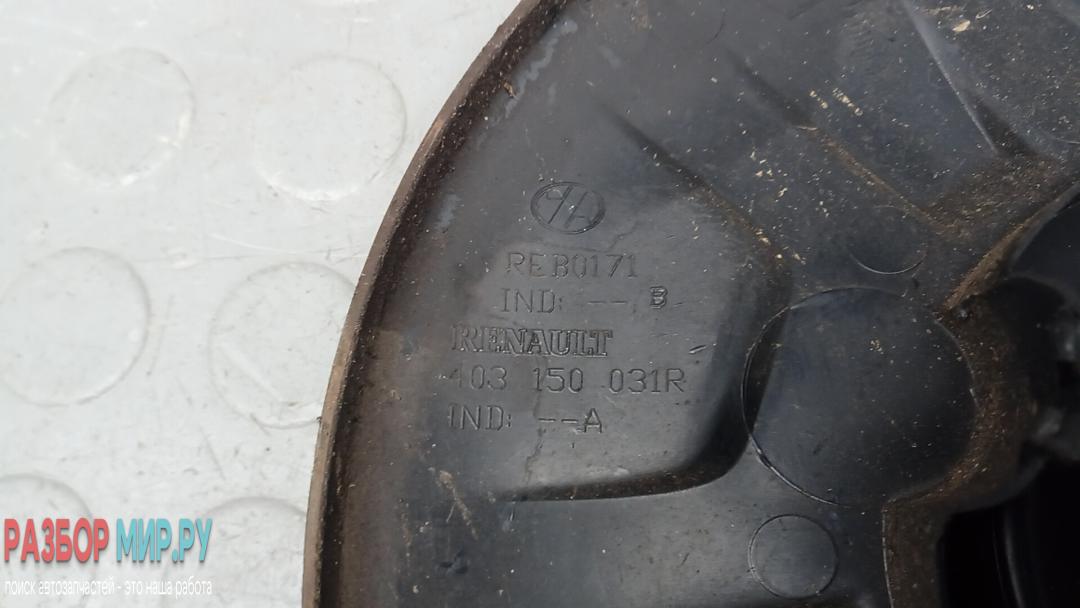 REB0171
IND: -- B
RENAULT
403 150 031R
IND: --A
РАЗБОР МИР.РУ
поиск автозапчастей - это наша работа